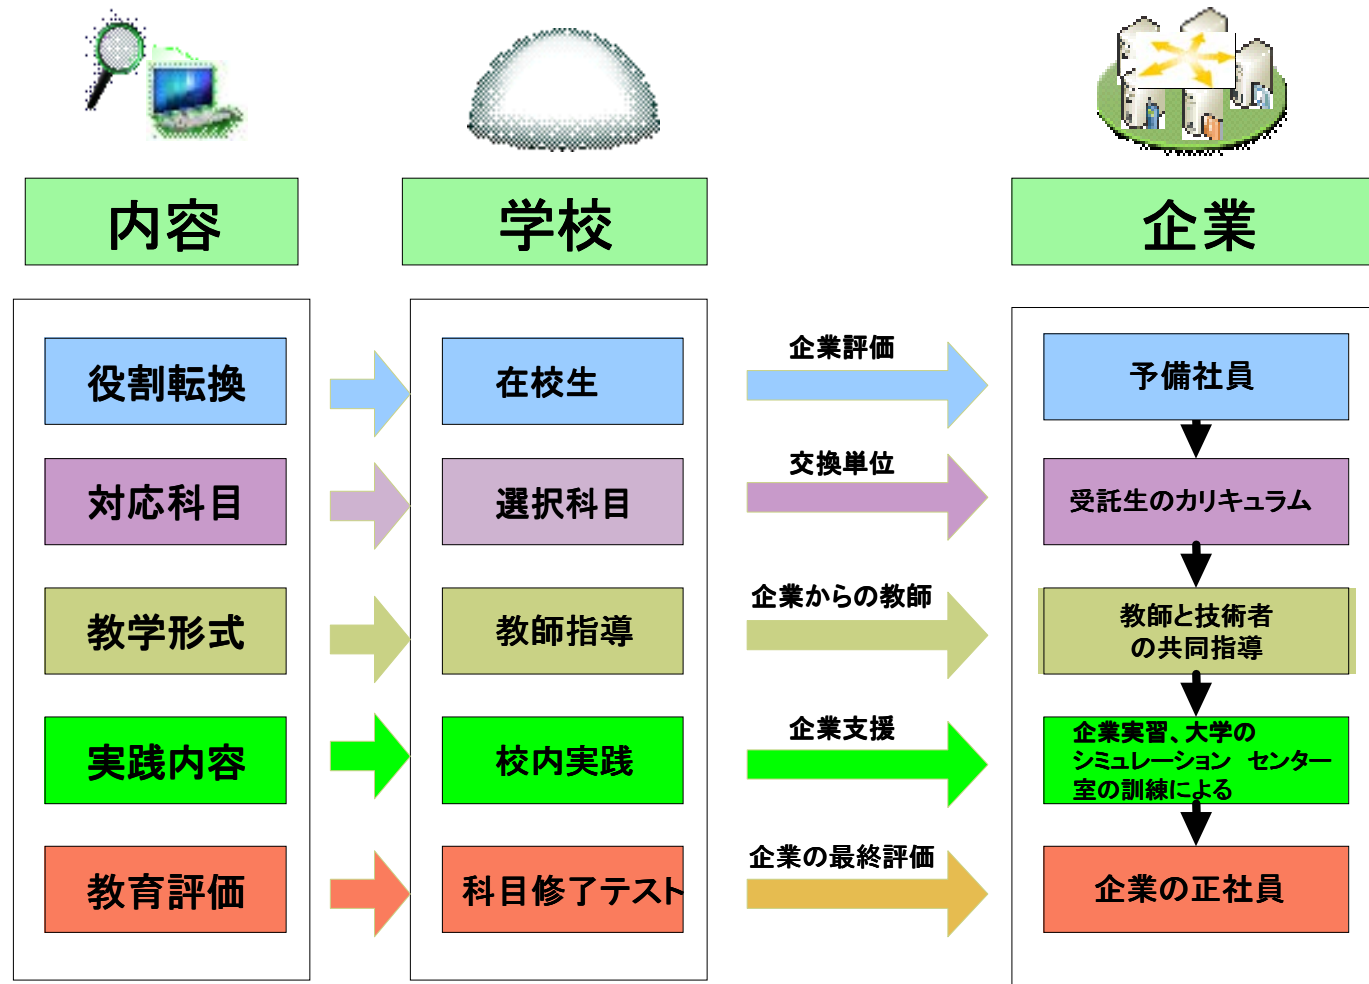 内容
学校
企業
役割転換
在校生
企業評価
予備社員
対応科目
選択科目
交換単位
受託生のカリキュラム
教学形式
教師指導
企業からの教師
教師と技術者
の共同指導
実践内容
校内実践
企業支援
企業実習、大学の
シミュレーション　センター
室の訓練による
教育評価
科目修了テスト
企業の最終評価
企業の正社員